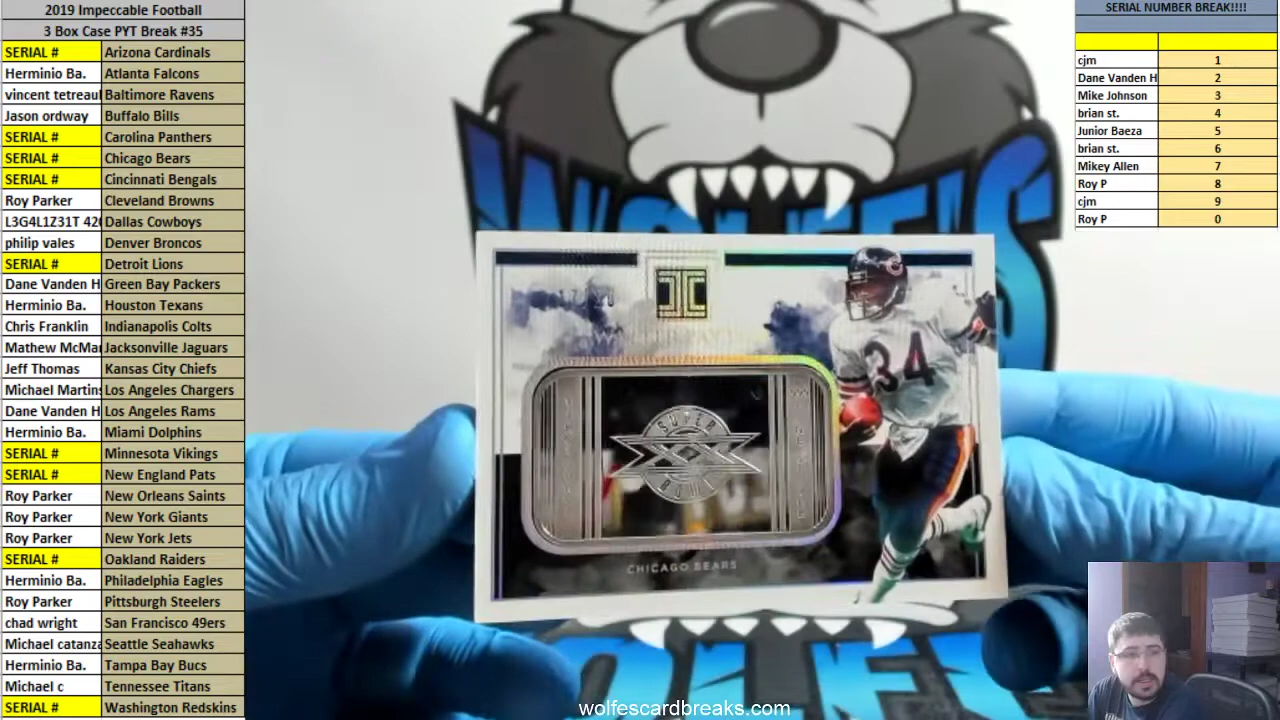 2019 Impeccable Football
3 Box Case PYT Break #35
SERIAL # Arizona Cardinals
Herminio Ba. Atlanta Falcons
vincent tetreaul Baltimore Ravens
Jason ordway Buffalo Bills
SERIAL # Carolina Panthers
SERIAL # Chicago Bears
SERIAL # Cincinnati Bengals
Roy Parker Cleveland Browns
L3G4L1Z31T 420 Dallas Cowboys
philip vales Denver Broncos
SERIAL # Detroit Lions
Dane Vanden H Green Bay Packers
Herminio Ba. Houston Texans
Chris Franklin Indianapolis Colts
Mathew McMa Jacksonville Jaguars
Jeff Thomas Kansas City Chiefs
Michael Martins Los Angeles Chargers
Dane Vanden H Los Angeles Rams
Herminio Ba. Miami Dolphins
SERIAL # Minnesota Vikings
SERIAL # New England Pats
Roy Parker New Orleans Saints
Roy Parker New York Giants
Roy Parker New York Jets
SERIAL # Oakland Raiders
Herminio Ba. Philadelphia Eagles
Roy Parker Pittsburgh Steelers
chad wright San Francisco 49ers
Michael catanza Seattle Seahawks
Herminio Ba. Tampa Bay Bucs
Michael c Tennessee Titans
SERIAL # Washington Redskins
SERIAL NUMBER BREAK!!!!
cjm 1
Dane Vanden H 2
Mike Johnson 3
brian st. 4
Junior Baeza 5
brian st. 6
Mikey Allen 7
Roy P 8
cjm 9
Roy P 0
WOLFE'S
34
SUPER
XX
BOWL
CHICAGO BEARS
WOLFE
wolfescardbreaks.com